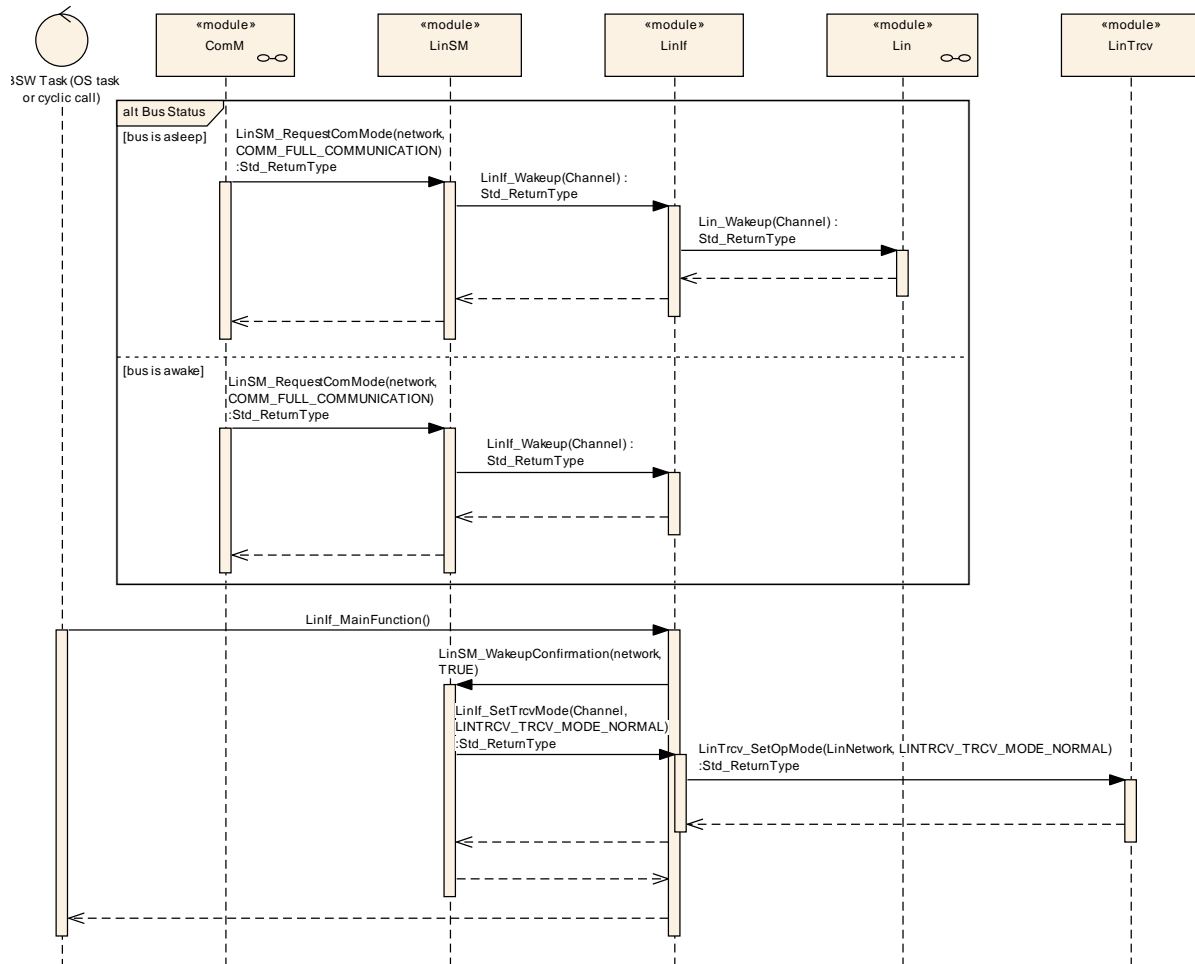 «module»
ComM
«module»
LinSM
«module»
LinIf
«module»
Lin
«module»
LinTrcv
BSW Task (OS task
or cyclic call)
alt Bus Status
[bus is asleep]
LinSM_RequestComMode(network,
COMM_FULL_COMMUNICATION)
:Std_ReturnType
LinIf_Wakeup(Channel) :
Std_ReturnType
Lin_Wakeup(Channel) :
Std_ReturnType
[bus is awake]
LinSM_RequestComMode(network,
COMM_FULL_COMMUNICATION)
:Std_ReturnType
LinIf_Wakeup(Channel) :
Std_ReturnType
LinIf_MainFunction()
LinSM_WakeupConfirmation(network,
TRUE)
LinIf_SetTrcvMode(Channel,
LINTRCV_TRCV_MODE_NORMAL)
:Std_ReturnType
LinTrcv_SetOpMode(LinNetwork, LINTRCV_TRCV_MODE_NORMAL)
:Std_ReturnType